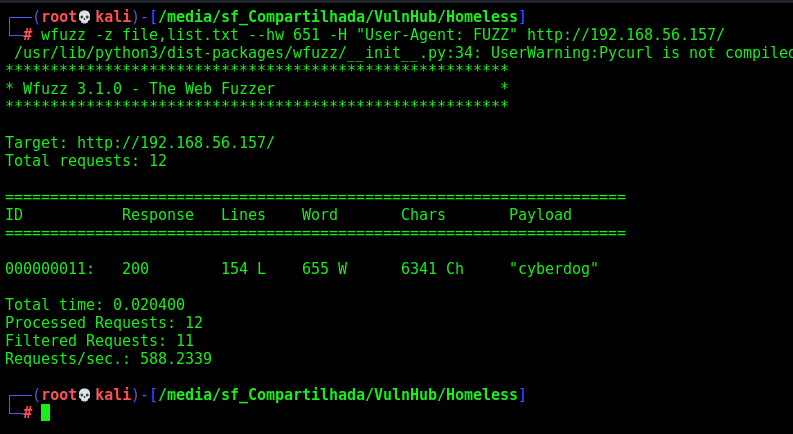 ┌──(root💀kali)-[/media/sf_Compartilhada/VulnHub/Homeless]
└─# wfuzz -z file,list.txt --hw 651 -H "User-Agent: FUZZ" http://192.168.56.157/
 /usr/lib/python3/dist-packages/wfuzz/__init__.py:34: UserWarning:Pycurl is not compiled
********************************************************
* Wfuzz 3.1.0 - The Web Fuzzer                         *
********************************************************

Target: http://192.168.56.157/
Total requests: 12

=====================================================================
ID           Response   Lines    Word       Chars       Payload
=====================================================================

000000011:   200        154 L    655 W      6341 Ch     "cyberdog"

Total time: 0.020400
Processed Requests: 12
Filtered Requests: 11
Requests/sec.: 588.2339

┌──(root💀kali)-[/media/sf_Compartilhada/VulnHub/Homeless]
└─#